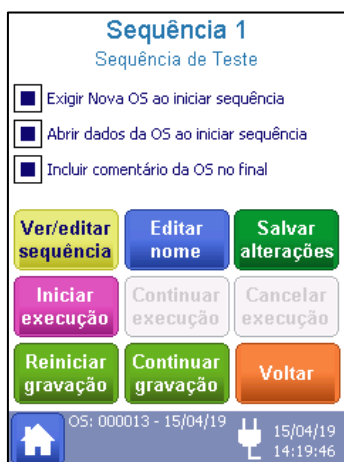 Sequência 1
Sequência de Teste
Exigir Nova OS ao iniciar sequência
Abrir dados da OS ao iniciar sequência
Incluir comentário da OS no final
Ver/editar sequência
Editar nome
Salvar alterações
Iniciar execução
Continuar execução
Cancelar execução
Reiniciar gravação
Continuar gravação
Voltar
OS: 000013 - 15/04/19
15/04/19
14:19:46